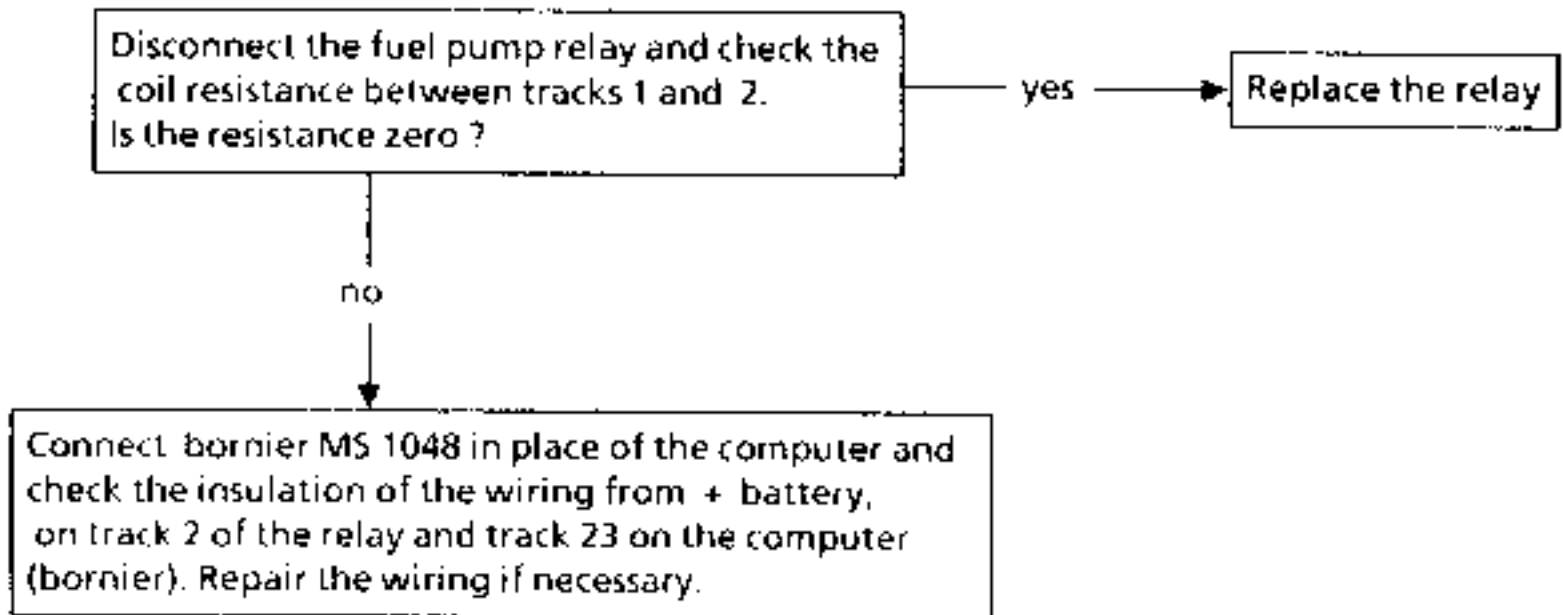 Disconnect the fuel pump relay and check the
coil resistance between tracks 1 and 2.
Is the resistance zero ?
yes
Replace the relay
no
Connect bornier MS 1048 in place of the computer and
check the insulation of the wiring from + battery,
on track 2 of the relay and track 23 on the computer
(bornier). Repair the wiring if necessary.